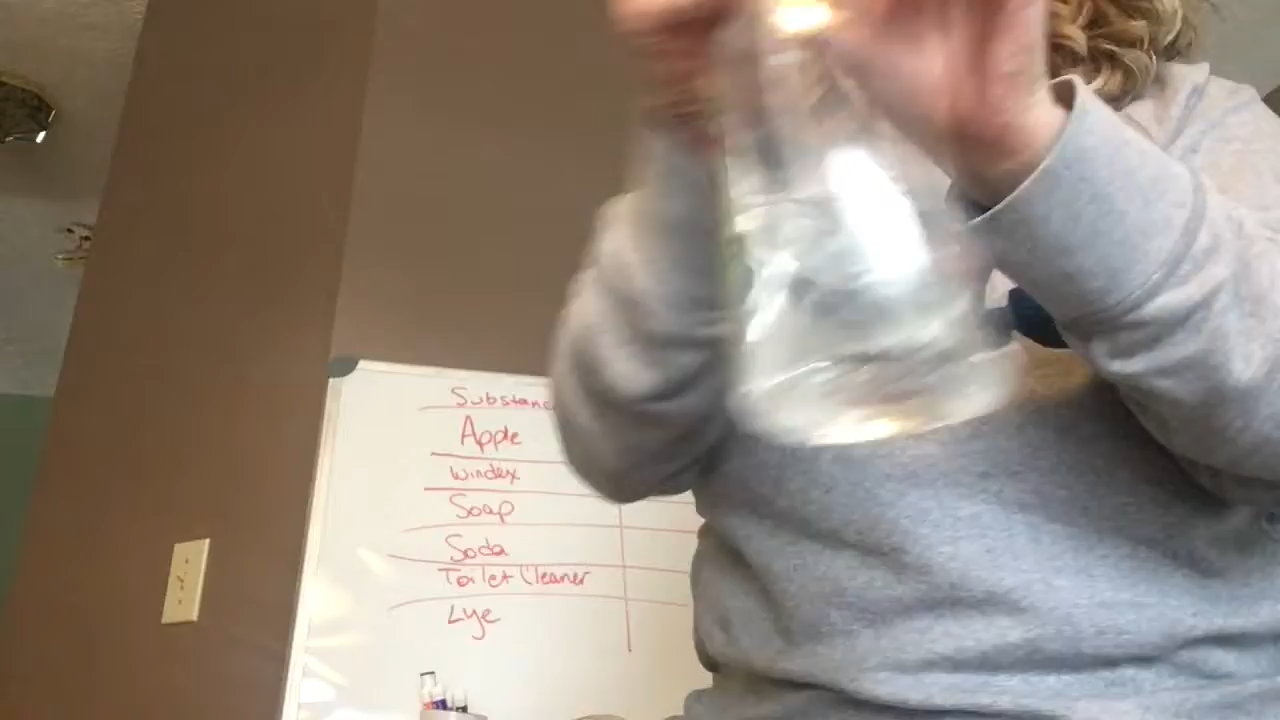 Substanc
Apple
Windex
Soap
Soda
Toilet Cleaner
Lye